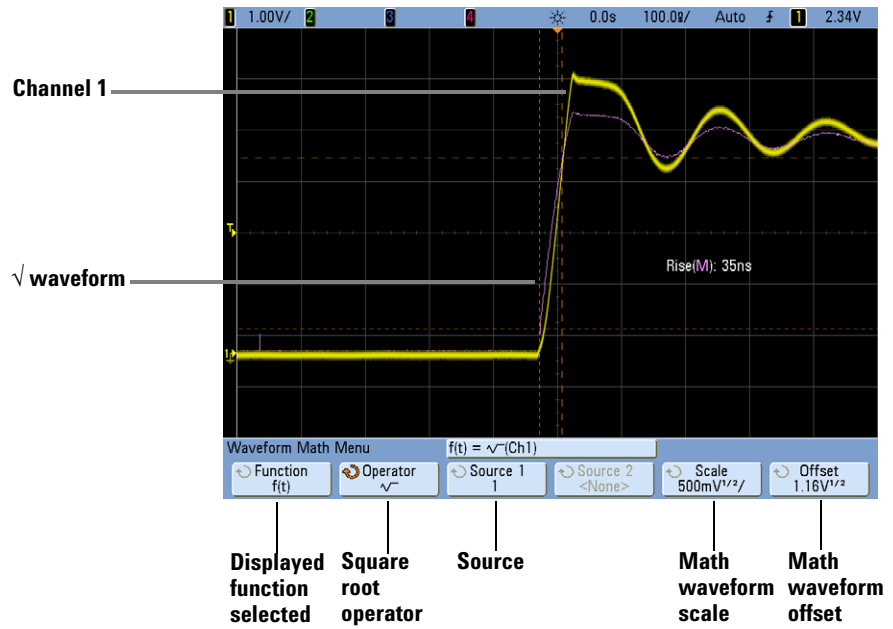 1 1.00V/ 2 3 4 0.0s 100.0⅟/ Auto 1 2.34V
Channel 1
T
√ waveform
Rise(M): 35ns
1
Waveform Math Menu f(t) = √(Ch1)
Function Operator Source 1 Source 2 Scale Offset
f(t) √ 1 <None> 500mV¹/²/ 1.16V¹/²
Displayed Square Source Math Math
function root waveform waveform
selected operator scale offset